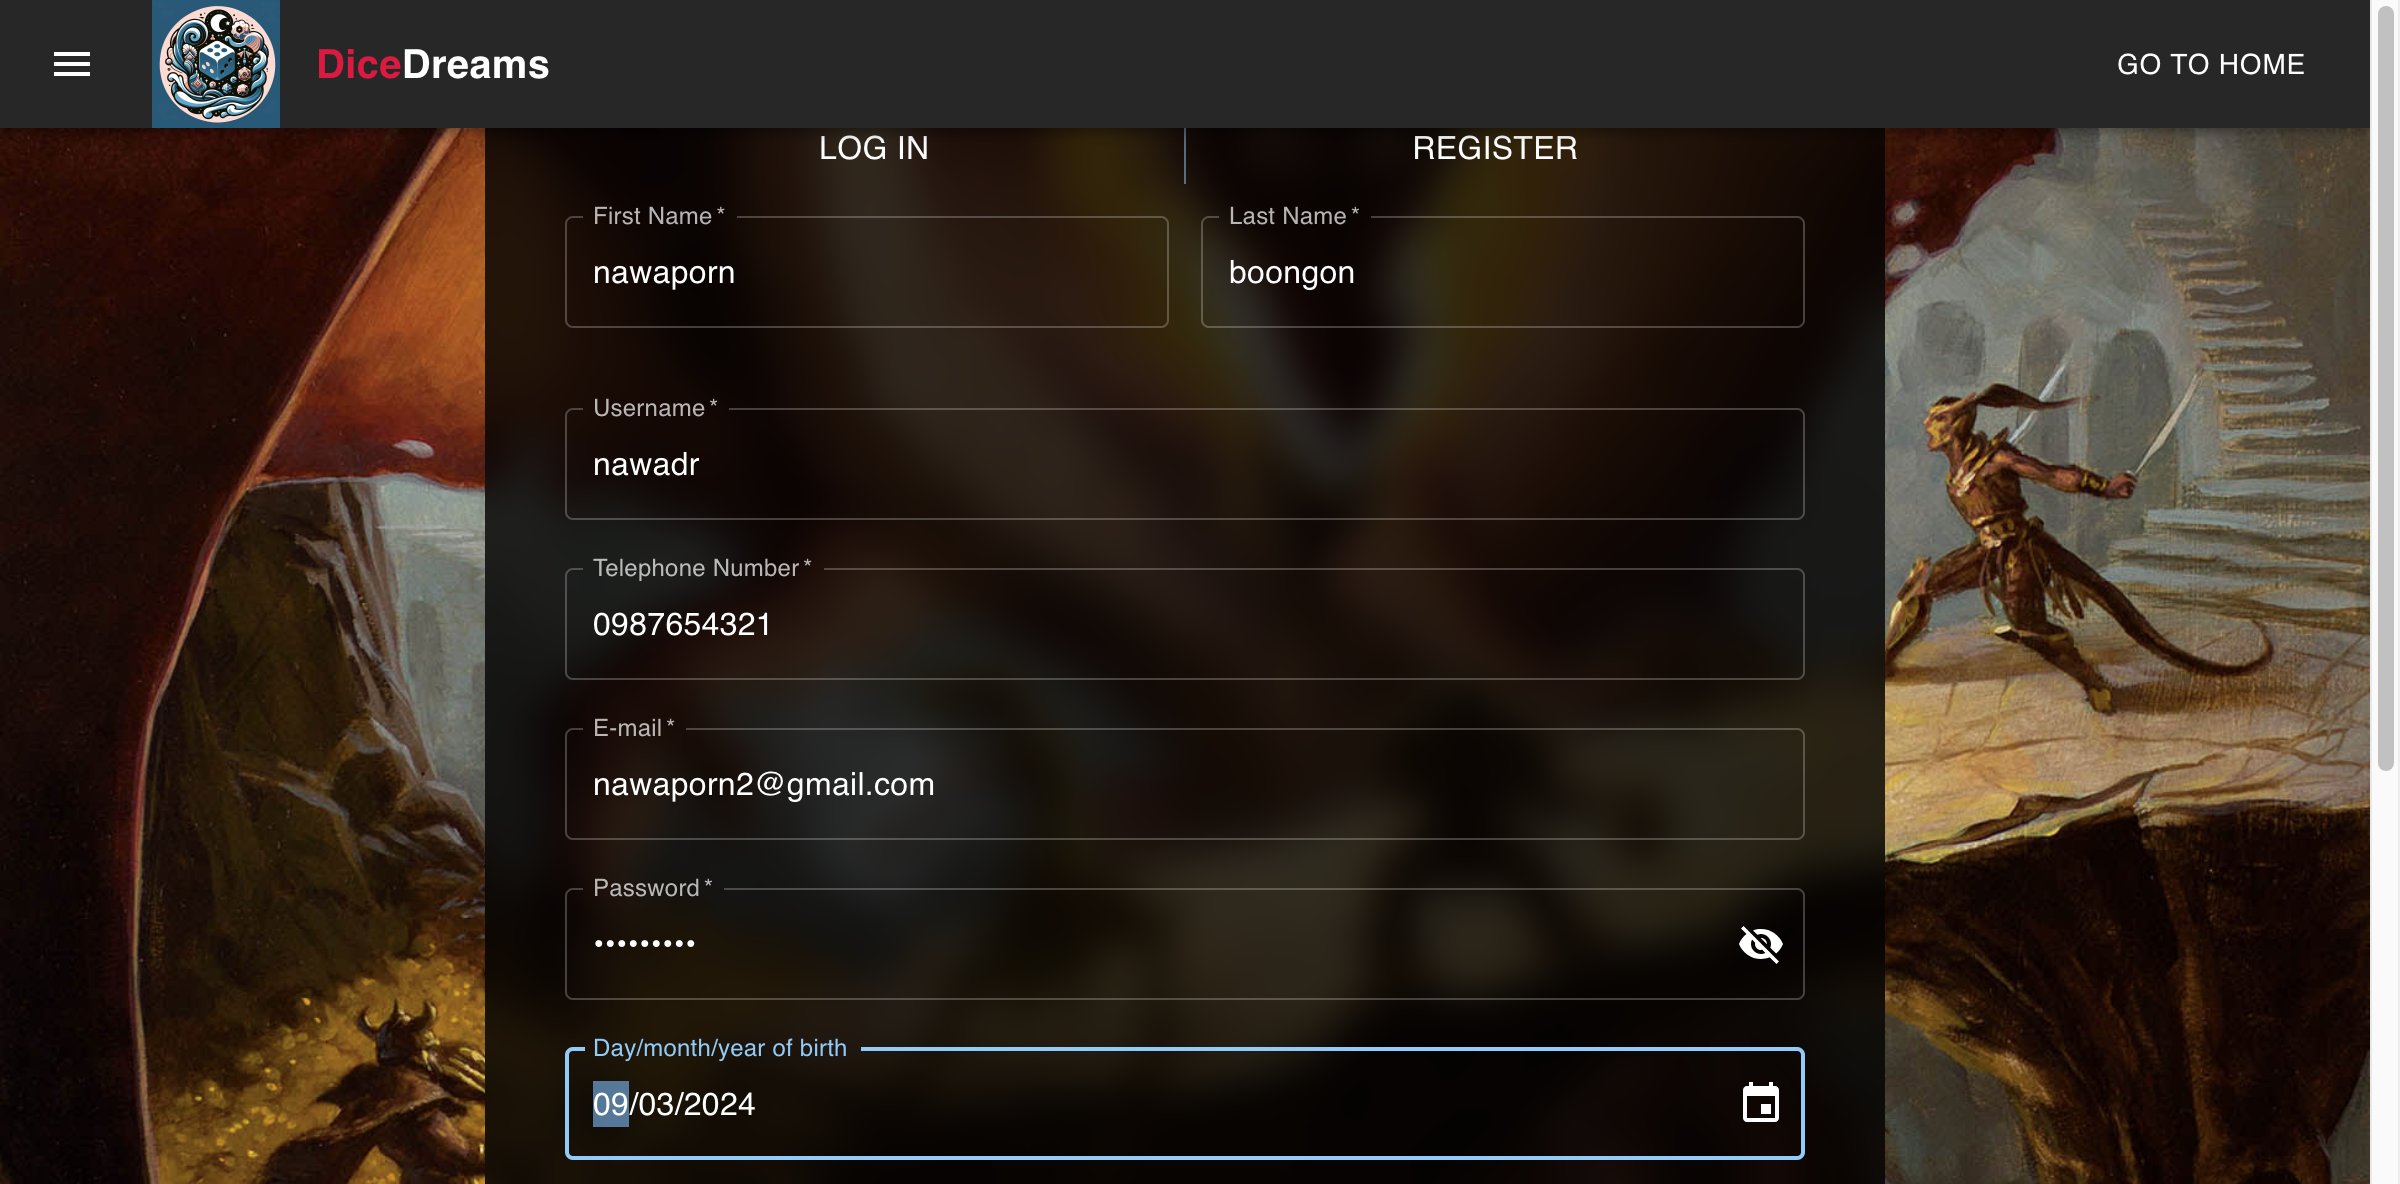 DiceDreams
GO TO HOME
LOG IN
REGISTER
First Name *
nawaporn
Last Name *
boongon
Username *
nawadr
Telephone Number *
0987654321
E-mail *
nawaporn2@gmail.com
Password *
•••••••••
Day/month/year of birth
09/03/2024